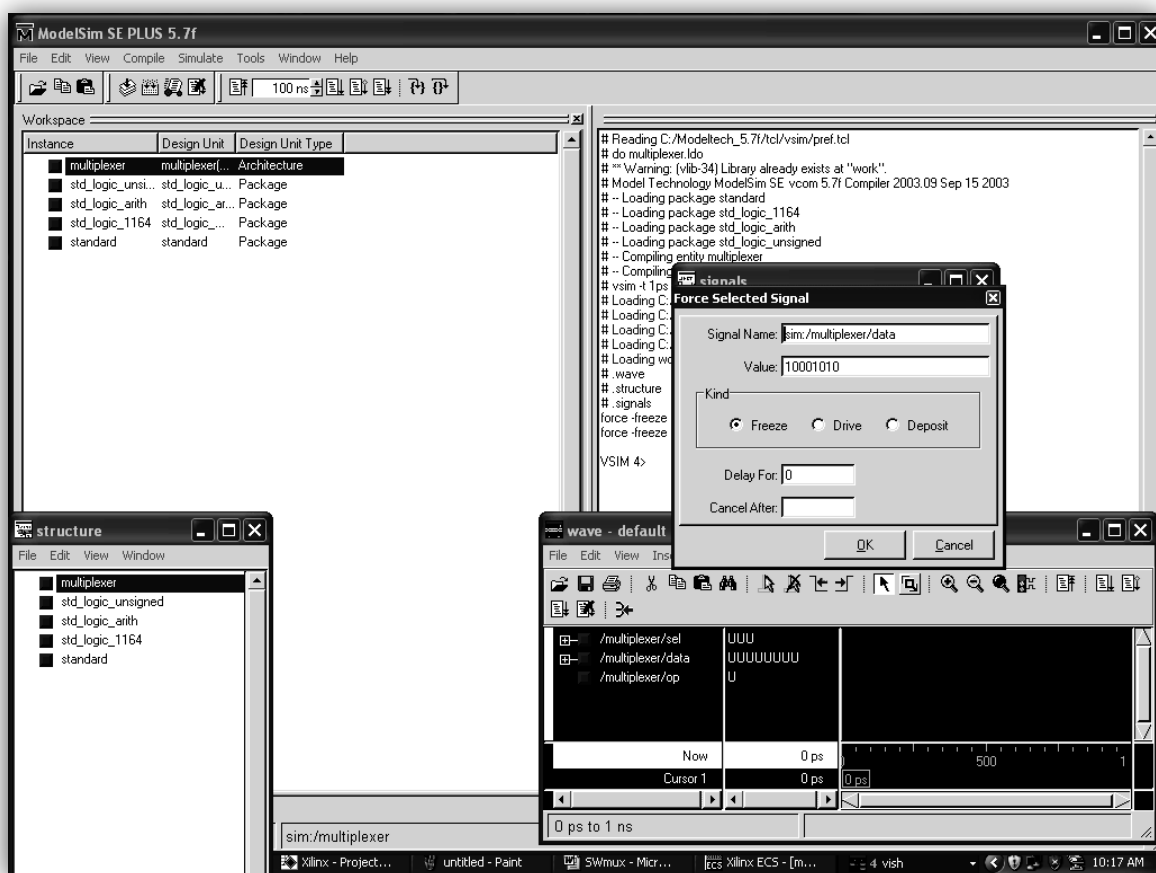 ModelSim SE PLUS 5.7f
File Edit View Compile Simulate Tools Window Help
100 ns
Workspace
Instance Design Unit Design Unit Type
multiplexer multiplexer(... Architecture
std_logic_unsi... std_logic_u... Package
std_logic_arith std_logic_ar... Package
std_logic_1164 std_logic_... Package
standard standard Package
# Reading C:/Modeltech_5.7f/tcl/vsim/pref.tcl
# do multiplexer.ldo
# ** Warning: (vlib-34) Library already exists at "work".
# Model Technology ModelSim SE vcom 5.7f Compiler 2003.09 Sep 15 2003
# -- Loading package standard
# -- Loading package std_logic_1164
# -- Loading package std_logic_arith
# -- Loading package std_logic_unsigned
# -- Compiling entity multiplexer
# -- Compiling
# vsim -t 1ps
# Loading C:
# Loading C:
# Loading C:
# Loading C:
# Loading wo
# .wave
# .structure
# .signals
force -freeze
force -freeze
VSIM 4>
signals
Force Selected Signal
Signal Name: sim:/multiplexer/data
Value: 10001010
Kind
Freeze Drive Deposit
Delay For: 0
Cancel After:
OK Cancel
structure
File Edit View Window
multiplexer
std_logic_unsigned
std_logic_arith
std_logic_1164
standard
wave - default
File Edit View Ins
/multiplexer/sel UUU
/multiplexer/data UUUUUUUU
/multiplexer/op U
Now 0 ps
500 1
Cursor 1 0 ps 0 ps
0 ps to 1 ns
sim:/multiplexer
Xilinx - Project... untitled - Paint SWmux - Micr... Xilinx ECS - [m... 4 vish 10:17 AM